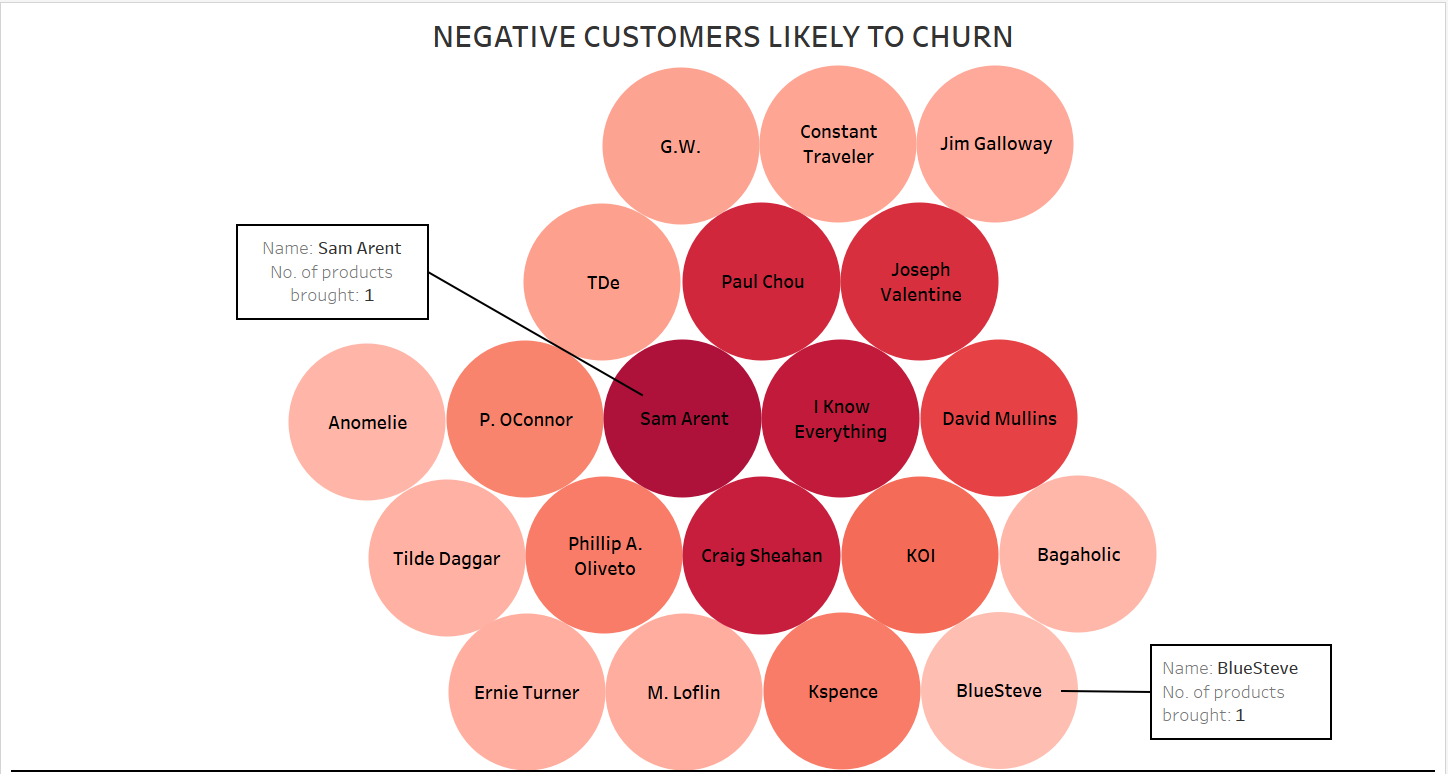 NEGATIVE CUSTOMERS LIKELY TO CHURN
G.W.
Constant
Traveler
Jim Galloway
Name: Sam Arent
No. of products
brought: 1
TDe
Paul Chou
Joseph
Valentine
Anomelie
P. OConnor
Sam Arent
I Know
Everything
David Mullins
Tilde Daggar
Phillip A.
Oliveto
Craig Sheahan
KOI
Bagaholic
Ernie Turner
M. Loflin
Kspence
BlueSteve
Name: BlueSteve
No. of products
brought: 1